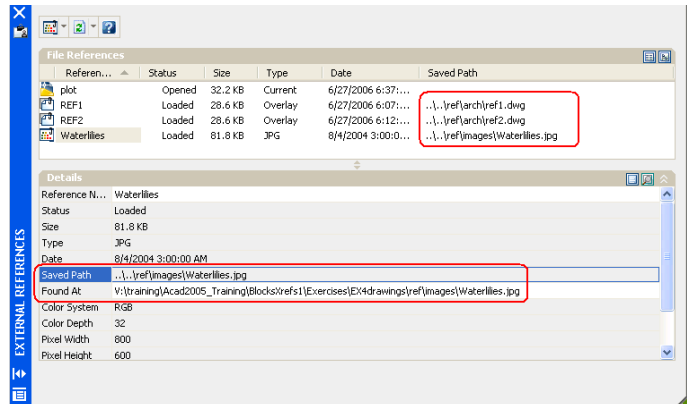 File References
Referen... Status Size Type Date Saved Path
plot Opened 32.2 KB Current 6/27/2006 6:37:...
REF1 Loaded 28.6 KB Overlay 6/27/2006 6:07:... ..\..\ref\arch\ref1.dwg
REF2 Loaded 28.6 KB Overlay 6/27/2006 6:12:... ..\..\ref\arch\ref2.dwg
Waterlilies Loaded 81.8 KB JPG 8/4/2004 3:00:0... ..\..\ref\images\Waterlilies.jpg
Details
Reference N... Waterlilies
Status Loaded
Size 81.8 KB
Type JPG
Date 8/4/2004 3:00:00 AM
Saved Path ..\..\ref\images\Waterlilies.jpg
Found At V:\training\Acad2005_Training\BlocksXrefs1\Exercises\EX4drawings\ref\images\Waterlilies.jpg
Color System RGB
Color Depth 32
Pixel Width 800
Pixel Height 600
EXTERNAL REFERENCES